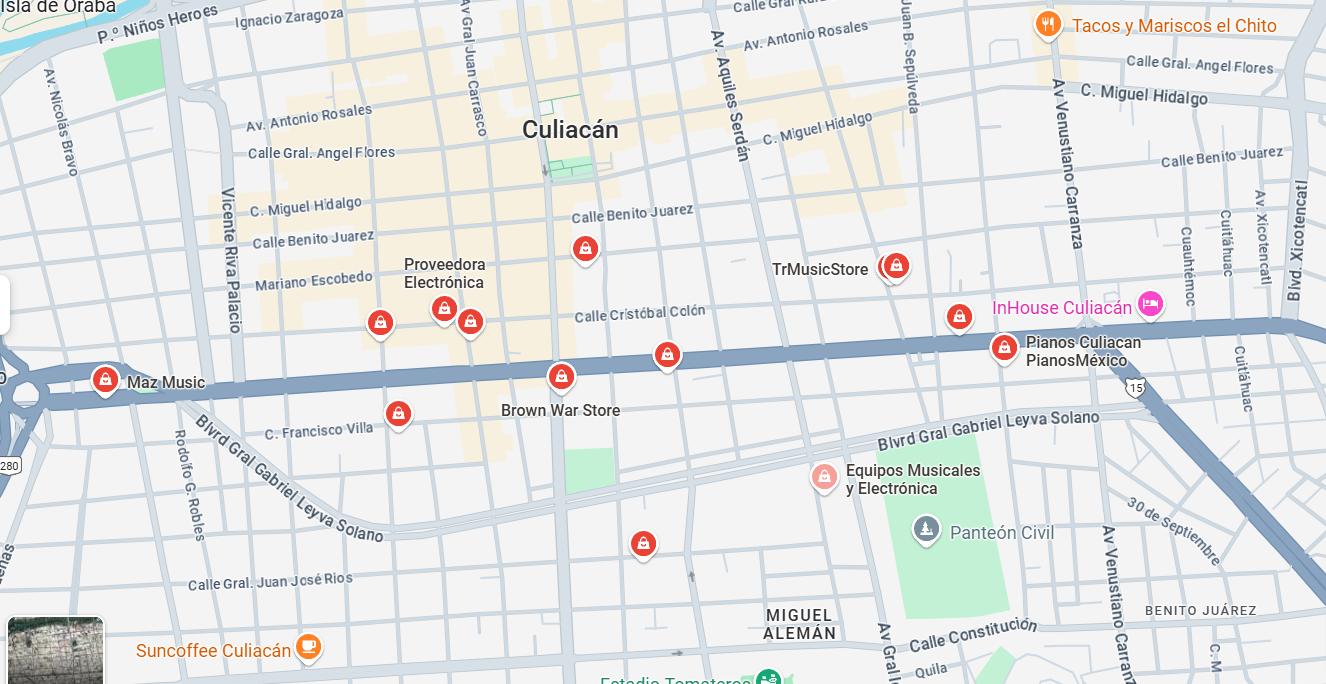 Isla de Oraba
P.º Niños Heroes
Ignacio Zaragoza
Av Gral Juan Carrasco
Av. Aquiles Serdán
Av. Antonio Rosales
Juan B. Sepúlveda
Tacos y Mariscos el Chito
Calle Gral. Angel Flores
C. Miguel Hidalgo
Av. Nicolás Bravo
Av. Antonio Rosales
Culiacán
C. Miguel Hidalgo
Av Venustiano Carranza
Calle Gral. Angel Flores
Calle Benito Juarez
Vicente Riva Palacio
C. Miguel Hidalgo
Calle Benito Juarez
Calle Benito Juarez
Cuauhtémoc
Cuitláhuac
Av. Xicotencatl
Blvd. Xicotencatl
Mariano Escobedo
Proveedora
Electrónica
TrMusicStore
Calle Cristóbal Colón
InHouse Culiacán
Pianos Culiacan
PianosMéxico
Maz Music
15
Cuitláhuac
Brown War Store
C. Francisco Villa
Blvrd Gral Gabriel Leyva Solano
Blvrd Gral Gabriel Leyva Solano
Rodolfo G. Robles
280
Equipos Musicales
y Electrónica
Panteón Civil
30 de Septiembre
Av Venustiano Carranz
Calle Gral. Juan José Rios
MIGUEL
ALEMÁN
BENITO JUÁREZ
Calle Constitución
Av Gral l
Suncoffee Culiacán
Quila
C. M
Estadio Tomateros